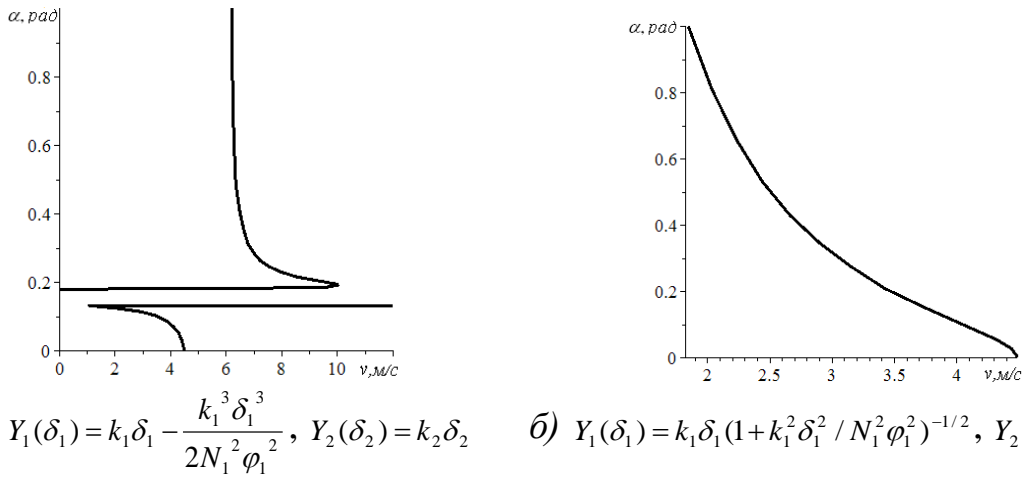 α, рад
0.8
0.6
0.4
0.2
0
0 2 4 6 8 10 v,м/с
α, рад
0.8
0.6
0.4
0.2
0
2 2.5 3 3.5 4 v,м/с
Y₁(δ₁) = k₁δ₁ − k₁³δ₁³ / 2N₁²φ₁² , Y₂(δ₂) = k₂δ₂
б) Y₁(δ₁) = k₁δ₁(1 + k₁²δ₁² / N₁²φ₁²)^(−1/2) , Y₂